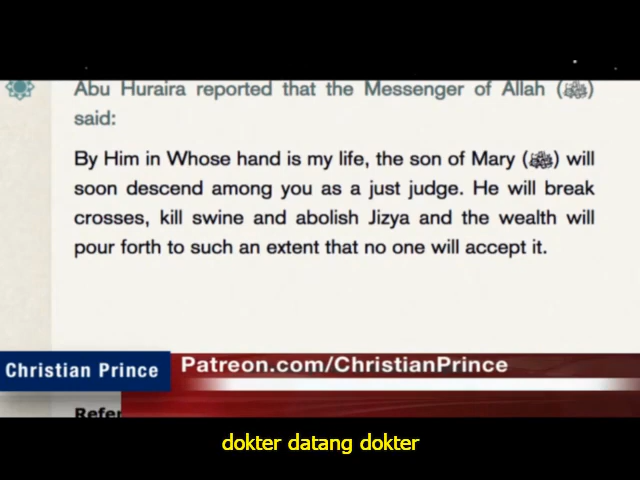 Abu Huraira reported that the Messenger of Allah (ﷺ)
said:
By Him in Whose hand is my life, the son of Mary (ﷺ) will
soon descend among you as a just judge. He will break
crosses, kill swine and abolish Jizya and the wealth will
pour forth to such an extent that no one will accept it.
Christian Prince
Patreon.com/ChristianPrince
dokter datang dokter